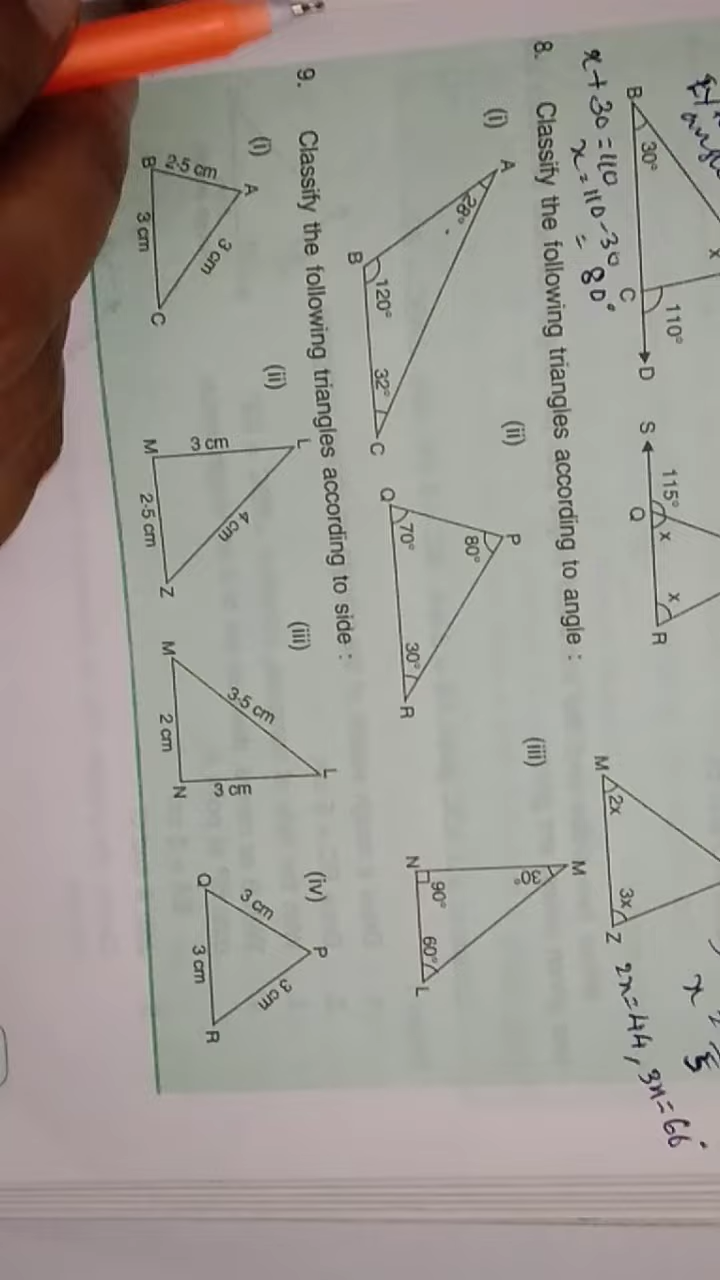 B 30° C 110° D x
S 115° Q x x R
M 2x 3x Z
x+30=110
x=110-30
= 80°
2x=44, 3x=66°
8. Classify the following triangles according to angle :
(i) A 28° B 120° 32° C
(ii) P 80° Q 70° 30° R
(iii) M 30° N 90° 60° L
9. Classify the following triangles according to side :
(i) A B C 2·5 cm 3 cm 3 cm
(ii) L M Z 3 cm 4 cm 2·5 cm
(iii) L M N 3·5 cm 3 cm 2 cm
(iv) P Q R 3 cm 3 cm 3 cm